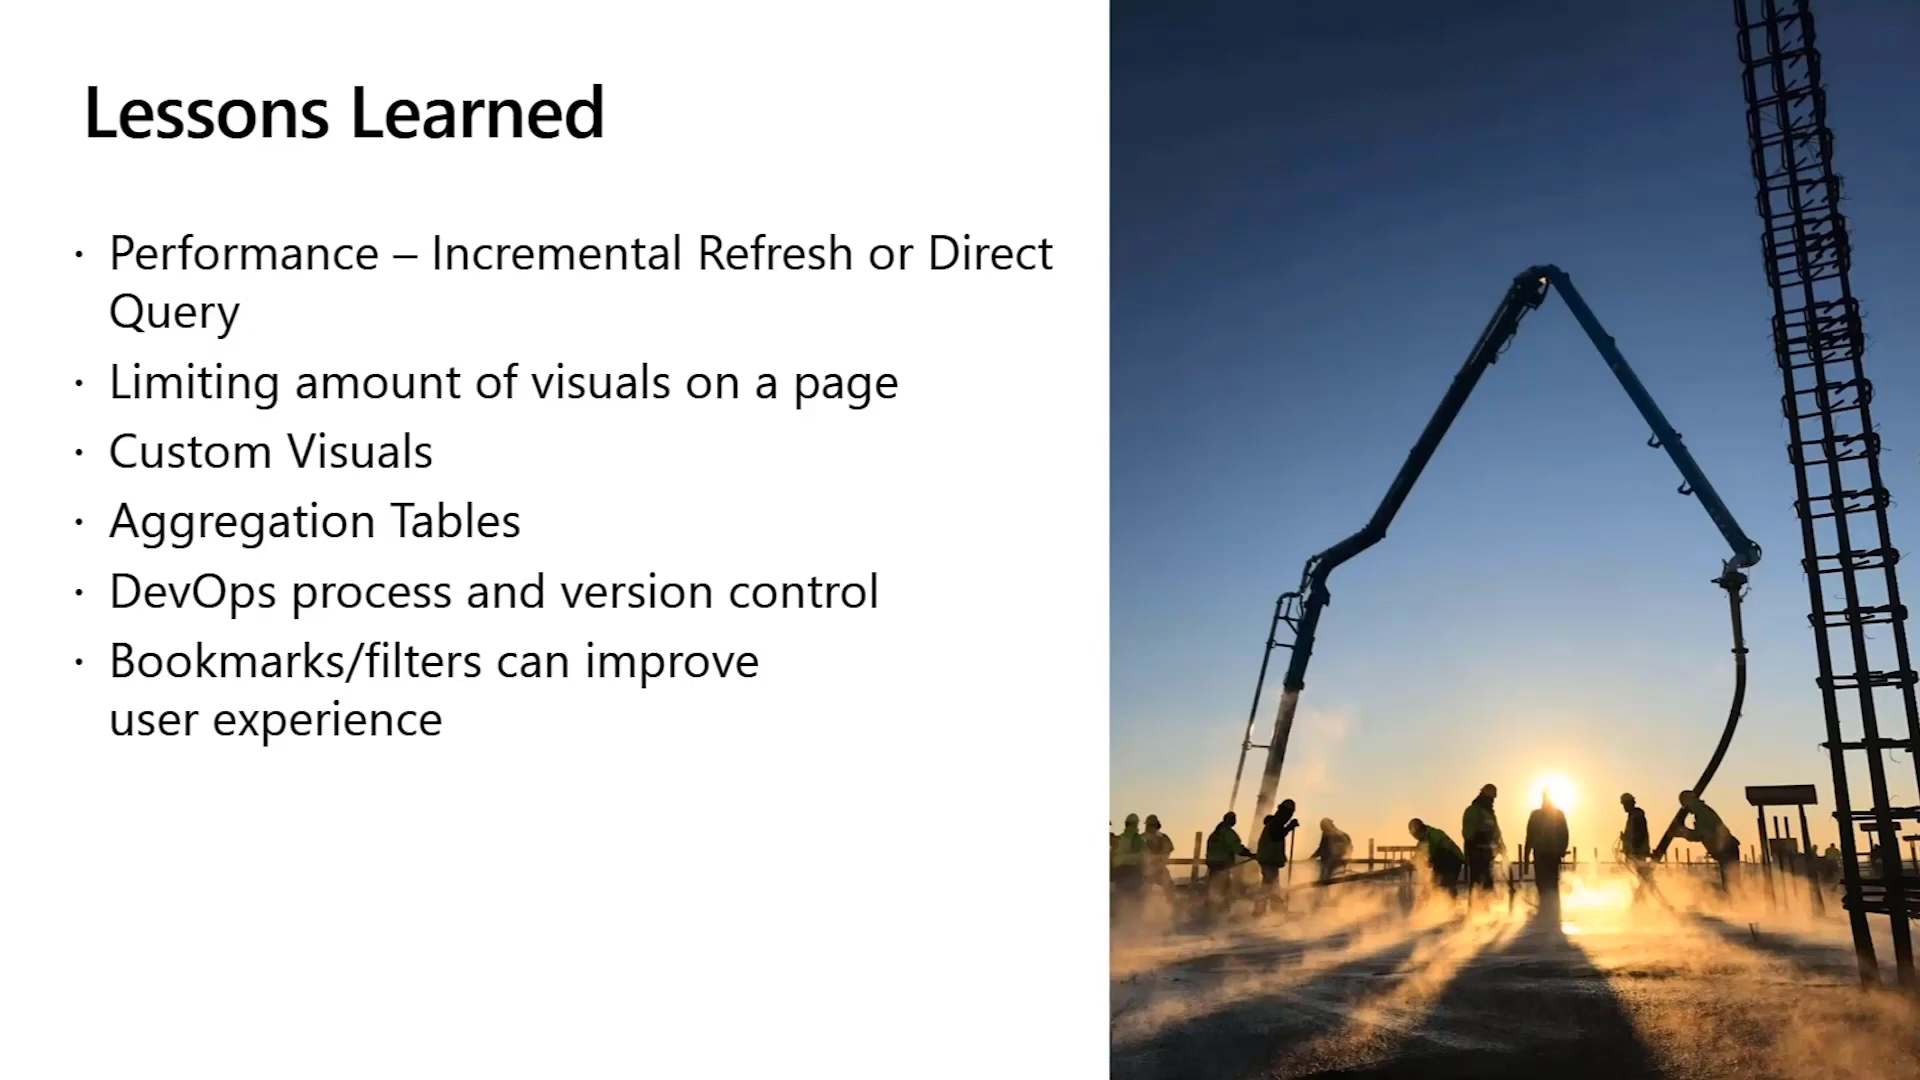 Lessons Learned
· Performance – Incremental Refresh or Direct
Query
· Limiting amount of visuals on a page
· Custom Visuals
· Aggregation Tables
· DevOps process and version control
· Bookmarks/filters can improve
user experience